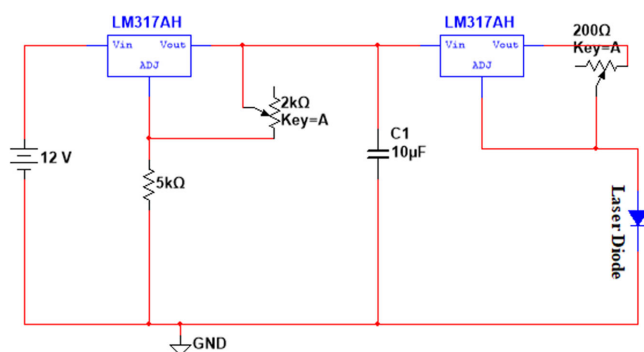 LM317AH
LM317AH
Vin Vout
ADJ
Vin Vout
ADJ
200Ω
Key=A
2kΩ
Key=A
C1
10µF
12 V
5kΩ
Laser Diode
GND